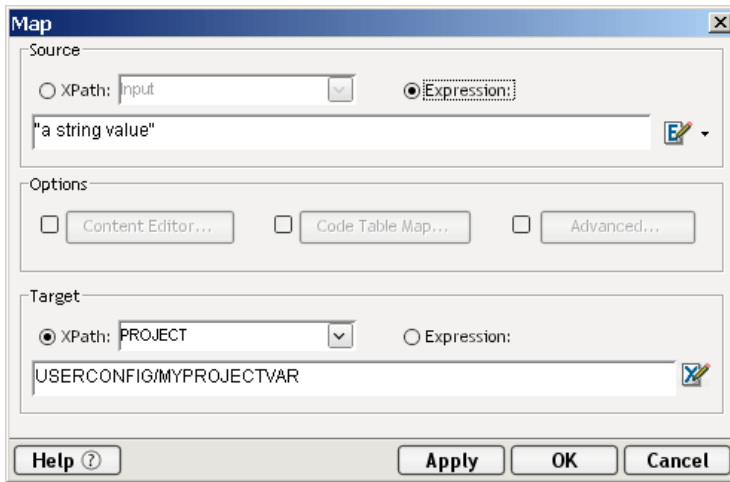 Map
Source
XPath: Input Expression:
"a string value"
Options
Content Editor... Code Table Map... Advanced...
Target
XPath: PROJECT Expression:
USERCONFIG/MYPROJECTVAR
Help ? Apply OK Cancel